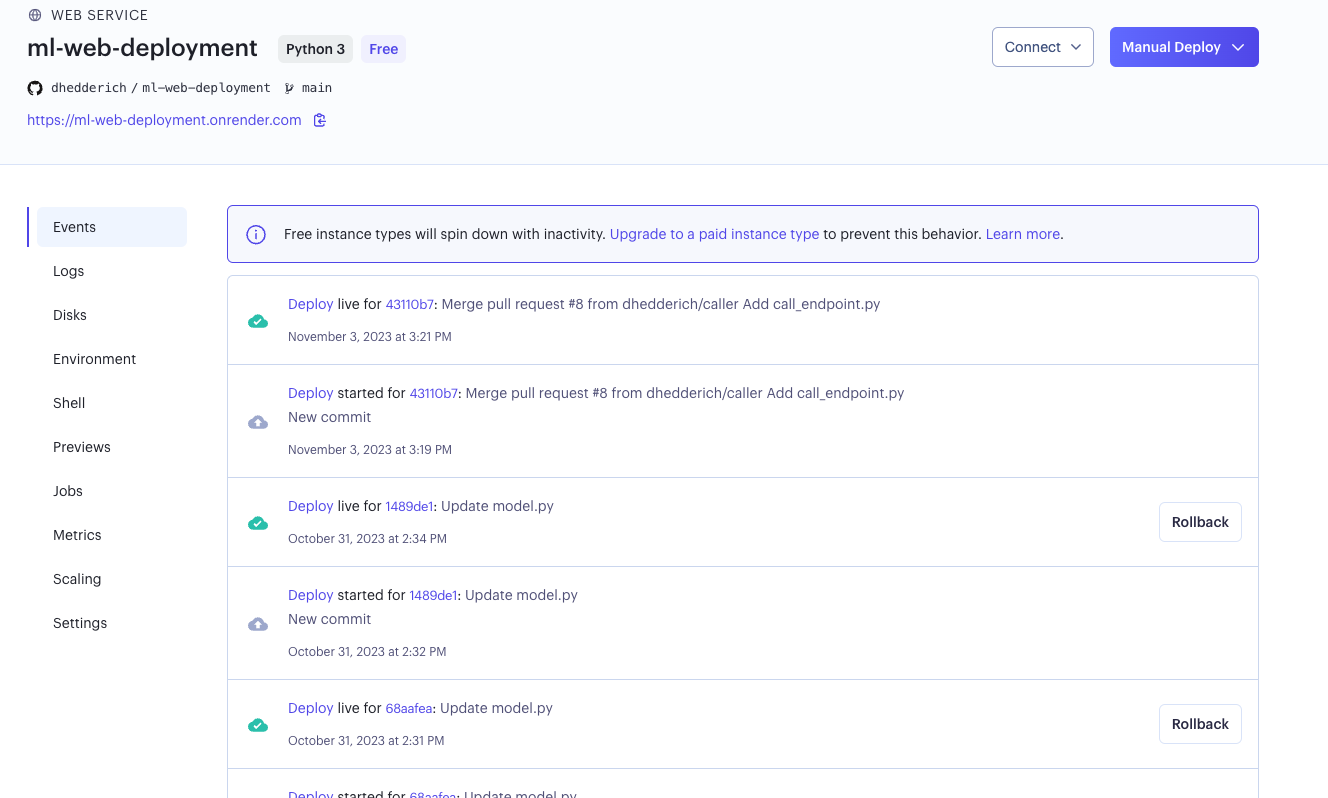 WEB SERVICE
ml-web-deployment Python 3 Free
Connect Manual Deploy
dhedderich / ml-web-deployment main
https://ml-web-deployment.onrender.com
Events
Logs
Disks
Environment
Shell
Previews
Jobs
Metrics
Scaling
Settings
Free instance types will spin down with inactivity. Upgrade to a paid instance type to prevent this behavior. Learn more.
Deploy live for 43110b7: Merge pull request #8 from dhedderich/caller Add call_endpoint.py
November 3, 2023 at 3:21 PM
Deploy started for 43110b7: Merge pull request #8 from dhedderich/caller Add call_endpoint.py
New commit
November 3, 2023 at 3:19 PM
Deploy live for 1489de1: Update model.py
October 31, 2023 at 2:34 PM
Rollback
Deploy started for 1489de1: Update model.py
New commit
October 31, 2023 at 2:32 PM
Deploy live for 68aafea: Update model.py
October 31, 2023 at 2:31 PM
Rollback
Deploy started for 68aafea: Update model.py